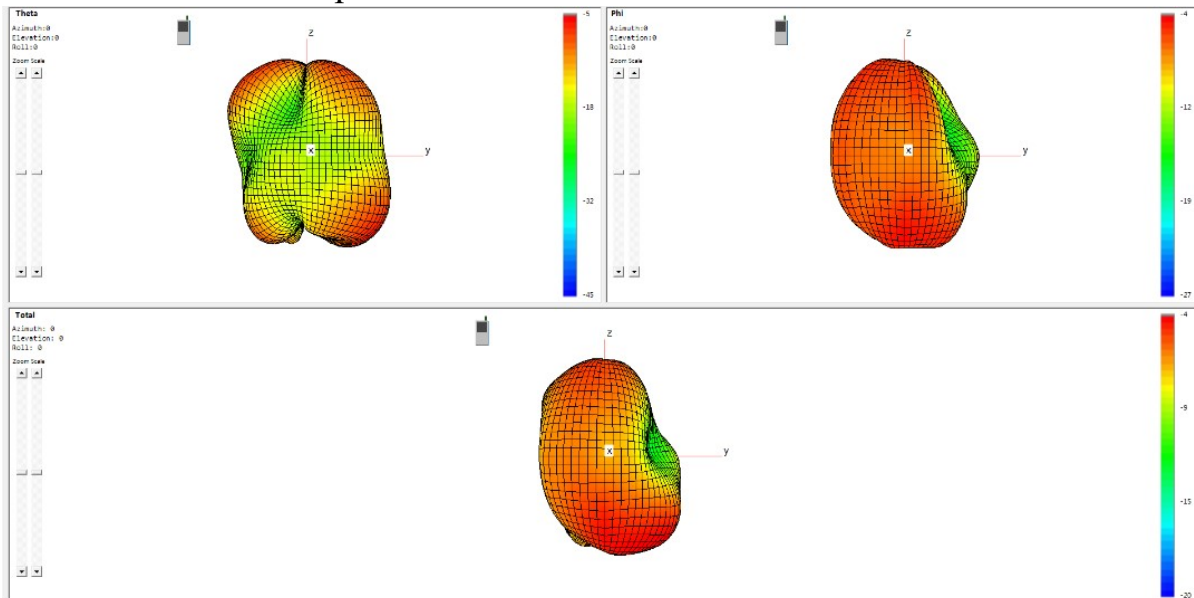 Theta
Azimuth:0
Elevation:0
Roll:0
Zoom Scale
z
x
y
-5
-18
-32
-45
Phi
Azimuth:0
Elevation:0
Roll:0
Zoom Scale
z
x
y
-4
-12
-19
-27
Total
Azimuth: 0
Elevation: 0
Roll: 0
Zoom Scale
z
x
y
-4
-9
-15
-20